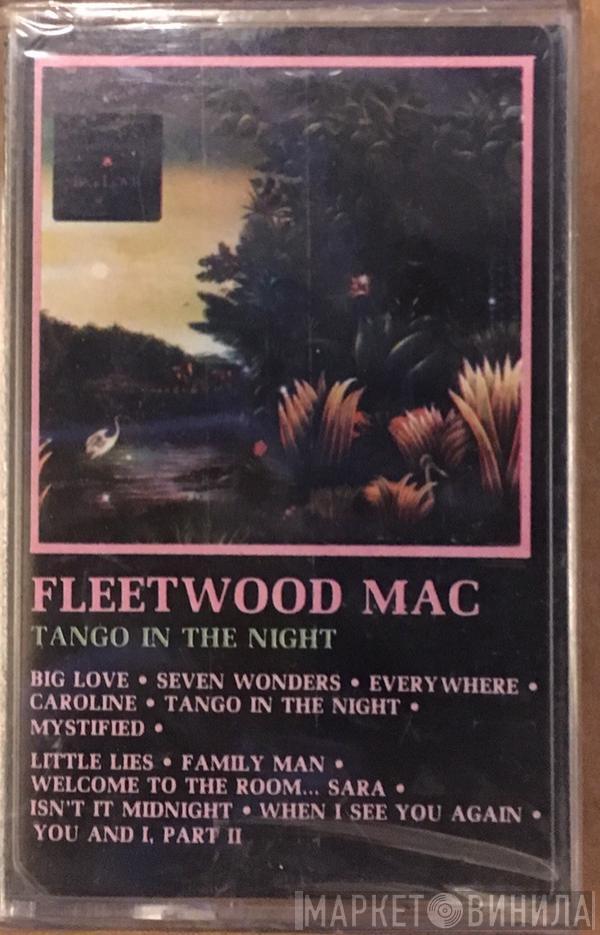 FLEETWOOD MAC
TANGO IN THE NIGHT
BIG LOVE • SEVEN WONDERS • EVERYWHERE •
CAROLINE • TANGO IN THE NIGHT •
MYSTIFIED •
LITTLE LIES • FAMILY MAN •
WELCOME TO THE ROOM... SARA •
ISN'T IT MIDNIGHT • WHEN I SEE YOU AGAIN •
YOU AND I, PART II
МАРКЕТ ВИНИЛА